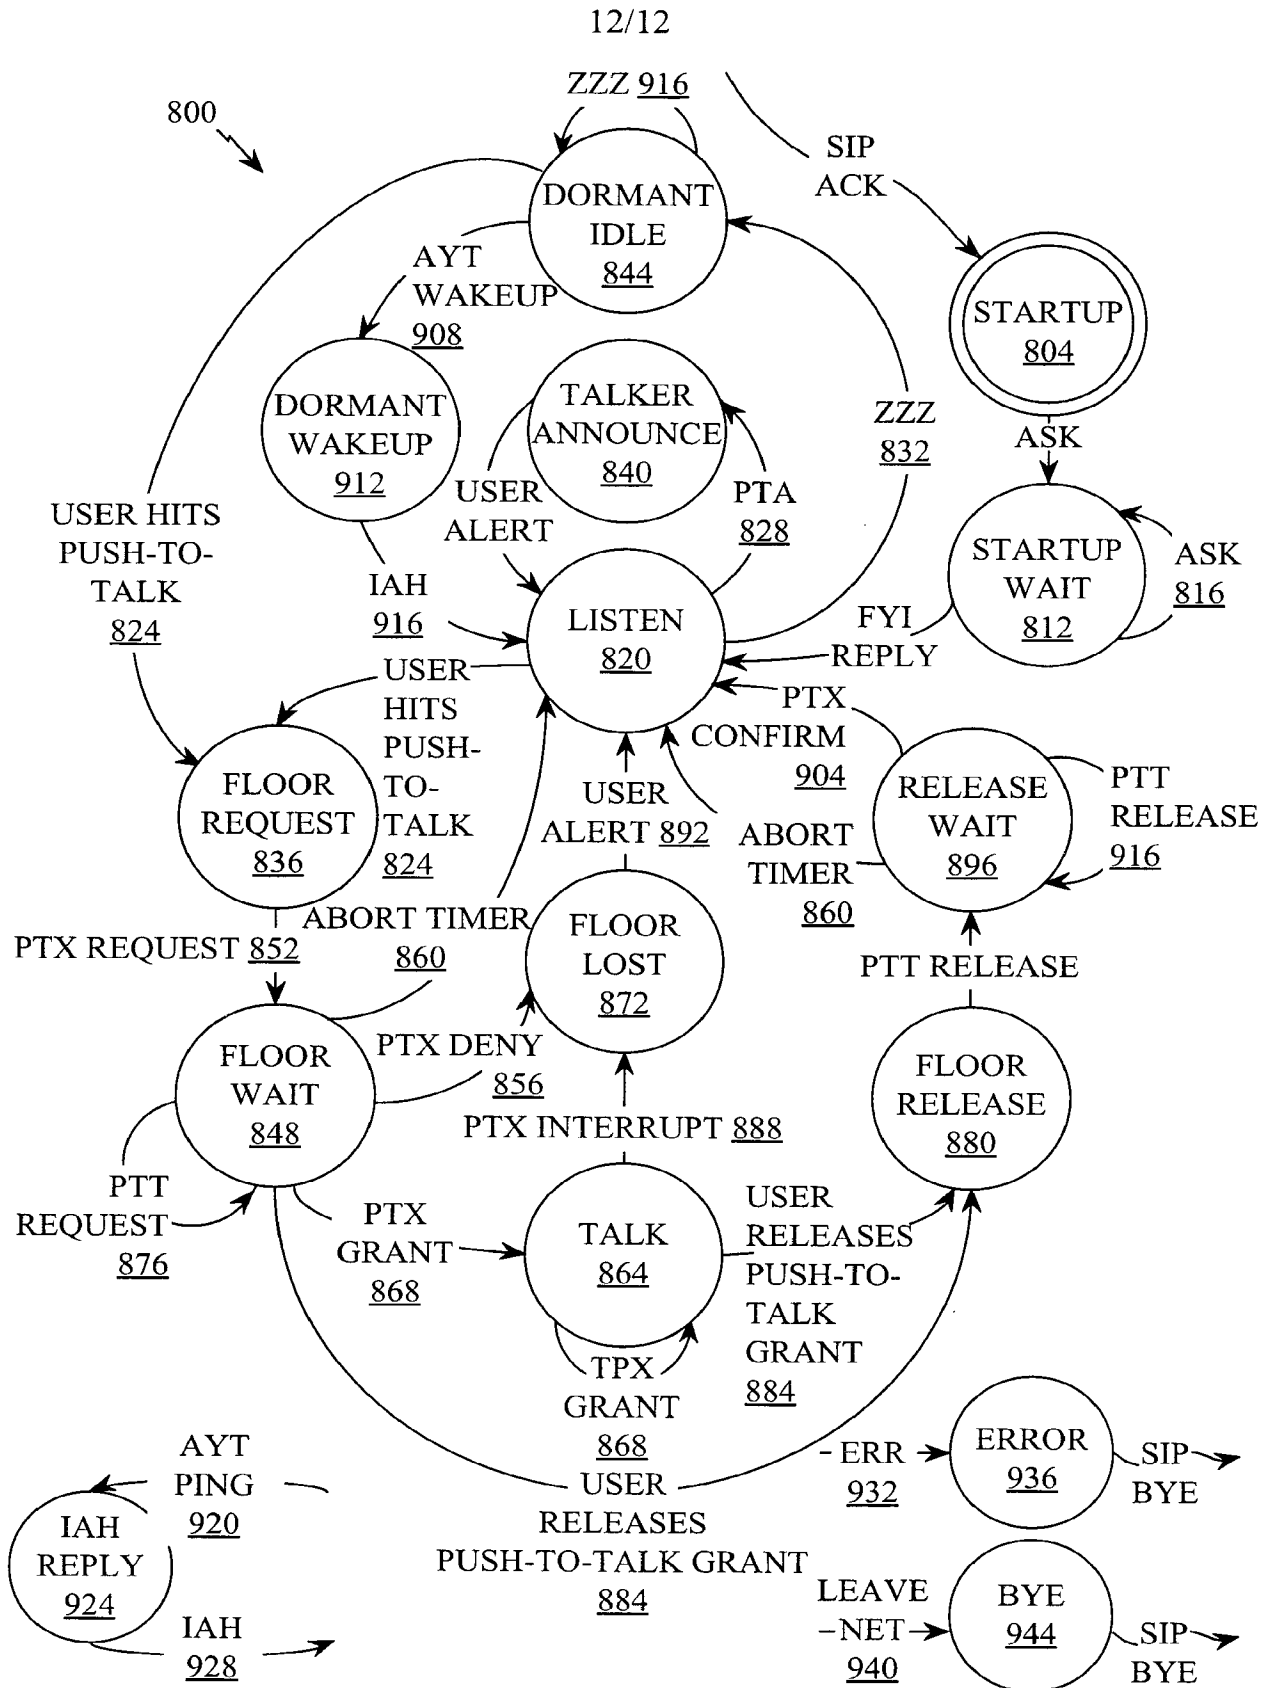 12/12
ZZZ 916
800
SIP
ACK
DORMANT
IDLE
844
AYT
WAKEUP
908
STARTUP
804
DORMANT
WAKEUP
912
TALKER
ANNOUNCE
840
ZZZ
832
ASK
USER
ALERT
PTA
828
USER HITS
PUSH-TO-
TALK
824
STARTUP
WAIT
812
ASK
816
IAH
916
LISTEN
820
FYI
REPLY
USER
HITS
PUSH-
TO-
TALK
824
PTX
CONFIRM
904
FLOOR
REQUEST
836
USER
ALERT 892
RELEASE
WAIT
896
PTT
RELEASE
916
ABORT
TIMER
860
PTX REQUEST 852
ABORT TIMER
860
FLOOR
LOST
872
PTT RELEASE
FLOOR
WAIT
848
PTX DENY
856
FLOOR
RELEASE
880
PTX INTERRUPT 888
PTT
REQUEST
876
PTX
GRANT
868
TALK
864
USER
RELEASES
PUSH-TO-
TALK
GRANT
884
TPX
GRANT
868
USER
RELEASES
PUSH-TO-TALK GRANT
884
AYT
PING
920
IAH
REPLY
924
IAH
928
ERR
932
ERROR
936
SIP
BYE
LEAVE
NET
940
BYE
944
SIP
BYE